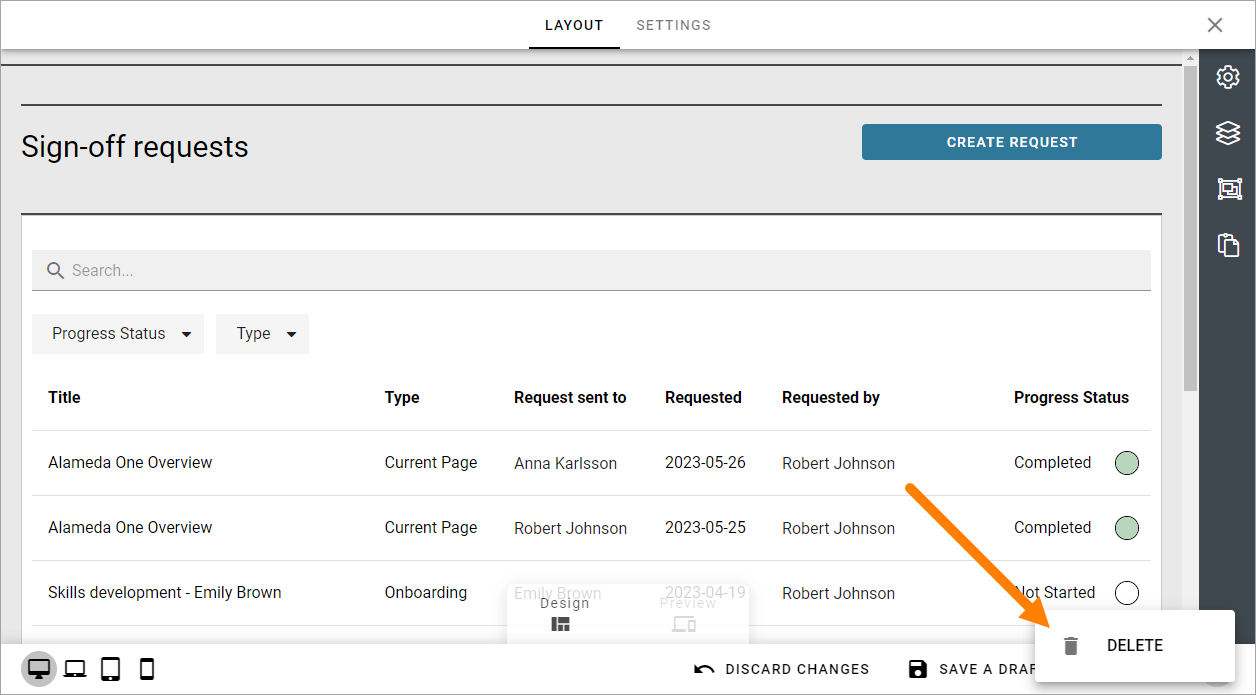 LAYOUT SETTINGS
Sign-off requests
CREATE REQUEST
Search...
Progress Status Type
Title Type Request sent to Requested Requested by Progress Status
Alameda One Overview Current Page Anna Karlsson 2023-05-26 Robert Johnson Completed
Alameda One Overview Current Page Robert Johnson 2023-05-25 Robert Johnson Completed
Skills development - Emily Brown Onboarding Emily Brown 2023-04-19 Robert Johnson Not Started
Design Preview
DELETE
DISCARD CHANGES SAVE A DRAF